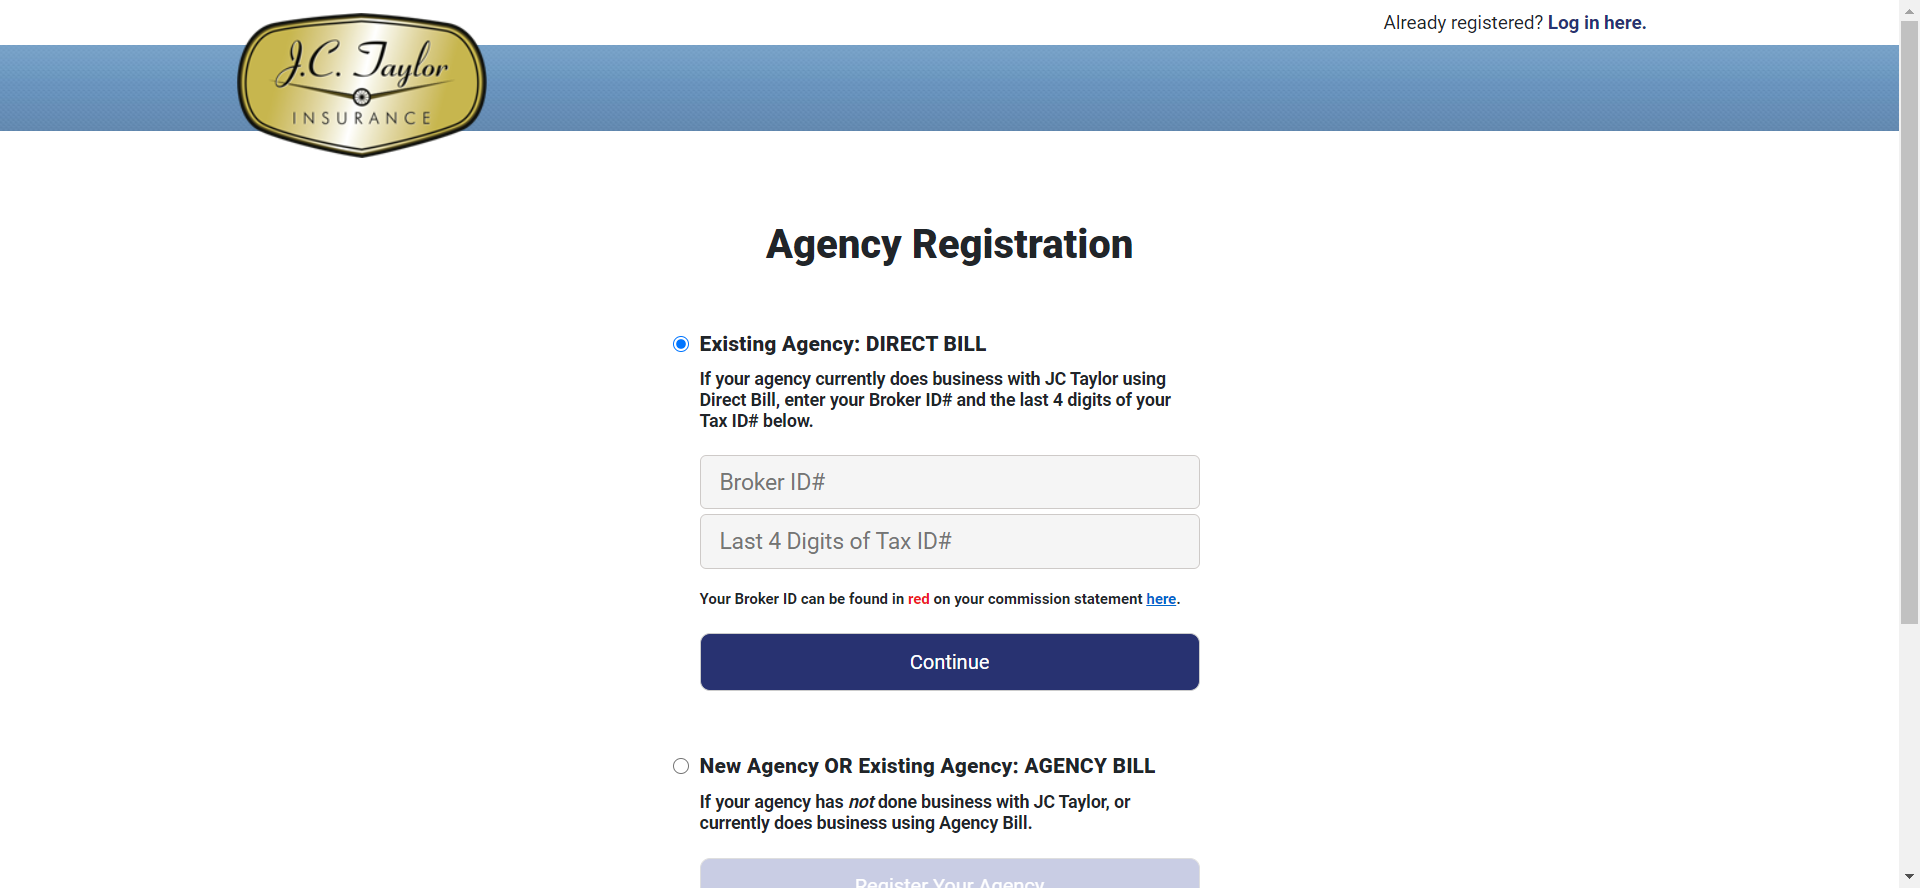 Already registered? Log in here.
J.C. Taylor
INSURANCE
Agency Registration
Existing Agency: DIRECT BILL
If your agency currently does business with JC Taylor using
Direct Bill, enter your Broker ID# and the last 4 digits of your
Tax ID# below.
Broker ID#
Last 4 Digits of Tax ID#
Your Broker ID can be found in red on your commission statement here.
Continue
New Agency OR Existing Agency: AGENCY BILL
If your agency has not done business with JC Taylor, or
currently does business using Agency Bill.
Register Your Agency